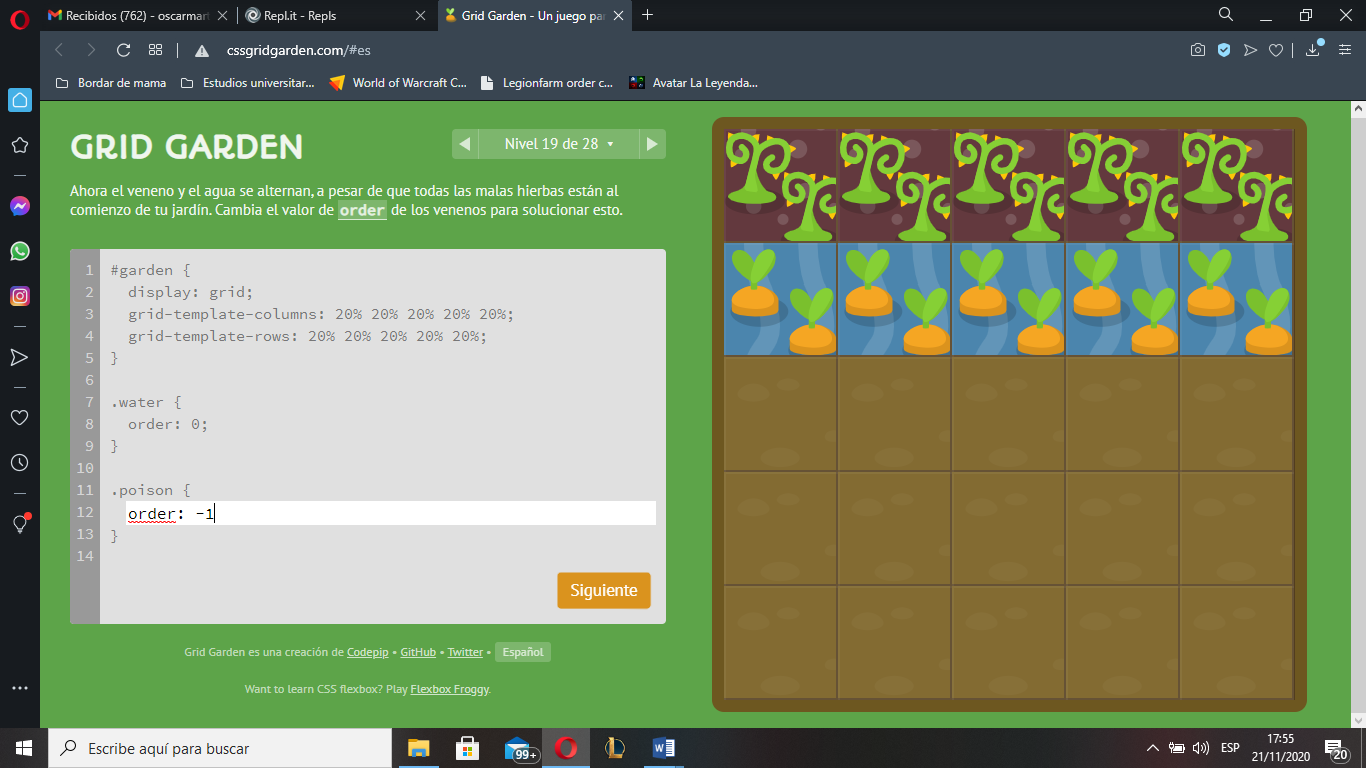 Recibidos (762) - oscarmar
Repl.it - Repls
Grid Garden - Un juego par
cssgridgarden.com/#es
Bordar de mama
Estudios universitar...
World of Warcraft C...
Legionfarm order c...
Avatar La Leyenda...
GRID GARDEN
Nivel 19 de 28
Ahora el veneno y el agua se alternan, a pesar de que todas las malas hierbas están al
comienzo de tu jardín. Cambia el valor de order de los venenos para solucionar esto.
1 #garden {
2 display: grid;
3 grid-template-columns: 20% 20% 20% 20% 20%;
4 grid-template-rows: 20% 20% 20% 20% 20%;
5 }
6
7 .water {
8 order: 0;
9 }
10
11 .poison {
12 order: -1
13 }
14
Siguiente
Grid Garden es una creación de Codepip • GitHub • Twitter • Español
Want to learn CSS flexbox? Play Flexbox Froggy.
Escribe aquí para buscar
99+
ESP
17:55
21/11/2020
20